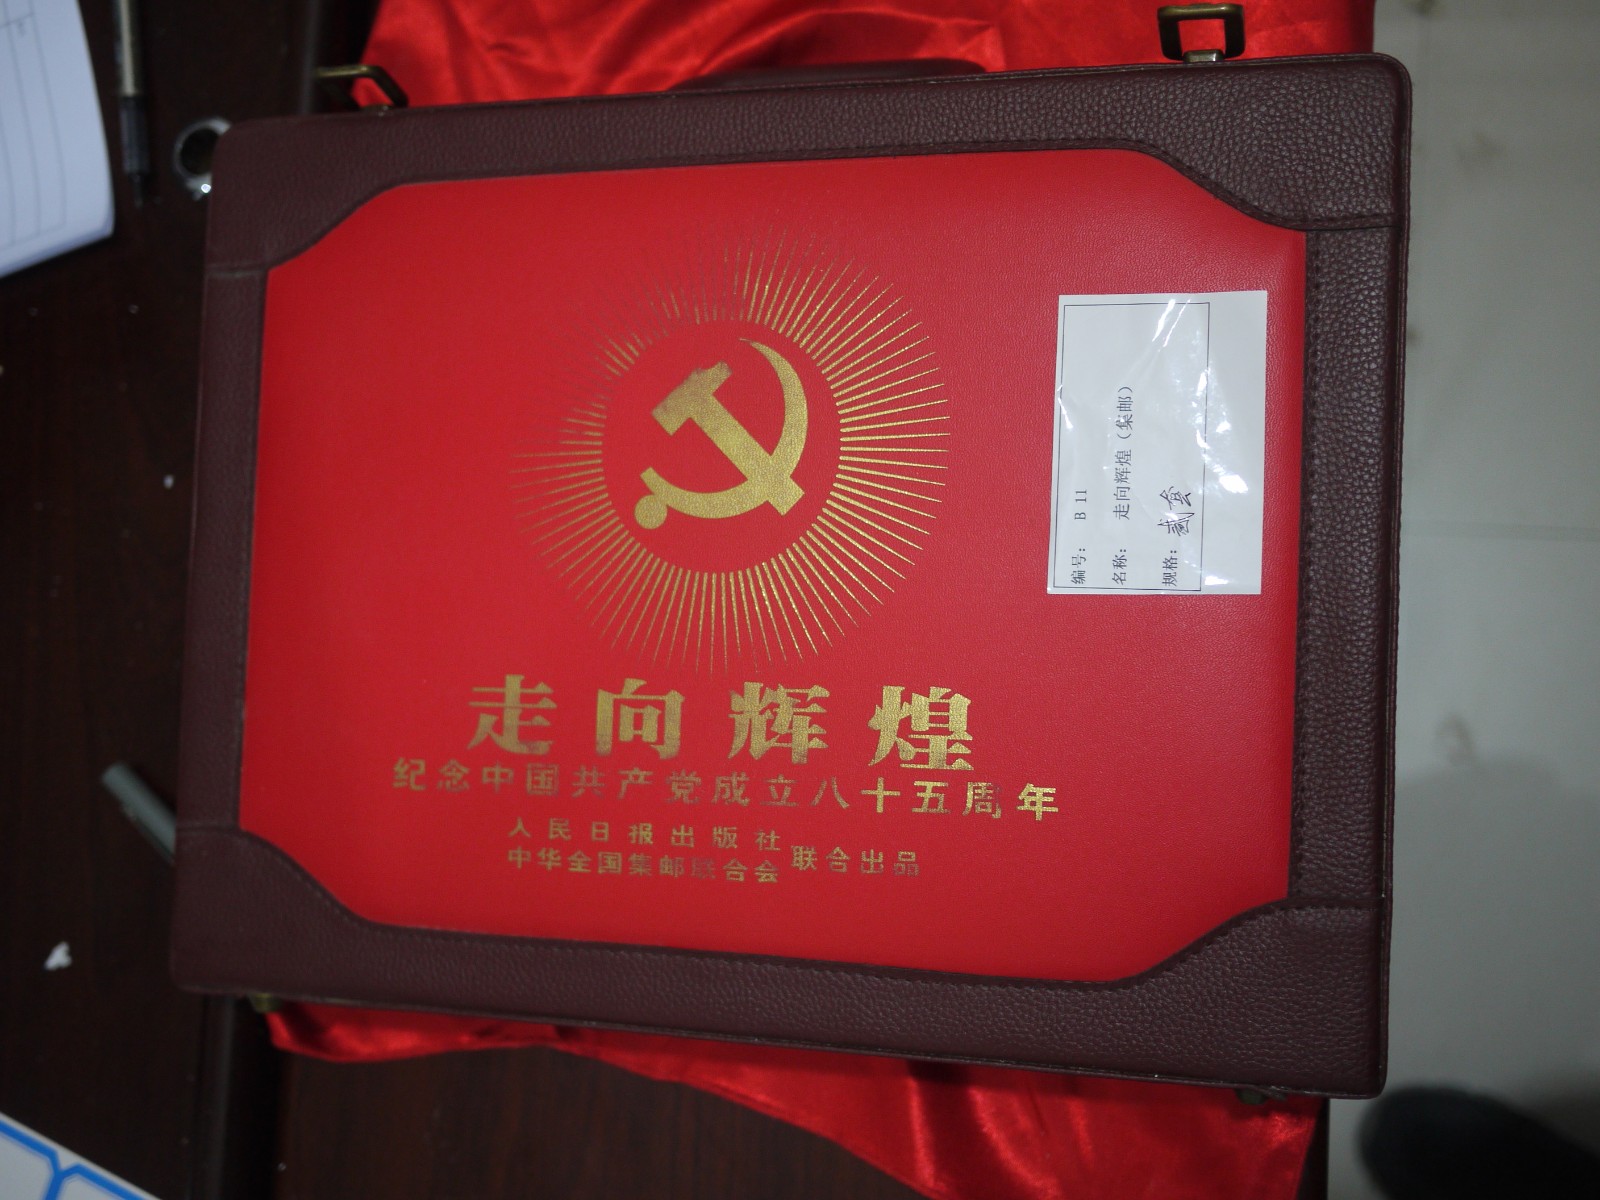 走向辉煌
纪念中国共产党成立八十五周年
人民日报出版社
中华全国集邮联合会
联合出品
编号： B 11
名称： 走向辉煌（集邮）
规格： 贰套